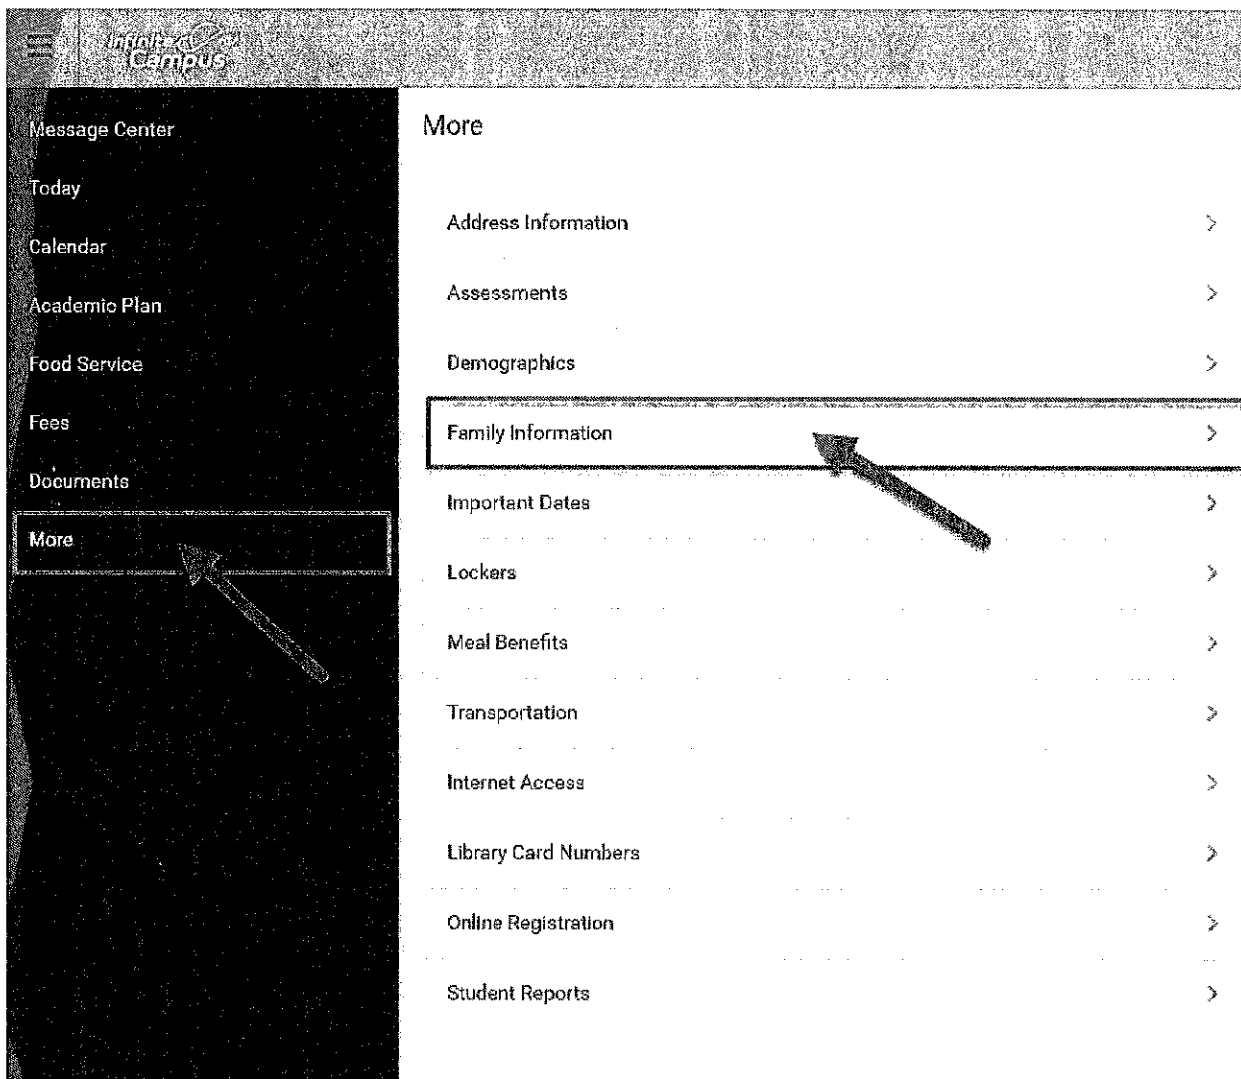 Infinite
Campus
Message Center
Today
Calendar
Academic Plan
Food Service
Fees
Documents
More
More
Address Information
Assessments
Demographics
Family Information
Important Dates
Lockers
Meal Benefits
Transportation
Internet Access
Library Card Numbers
Online Registration
Student Reports